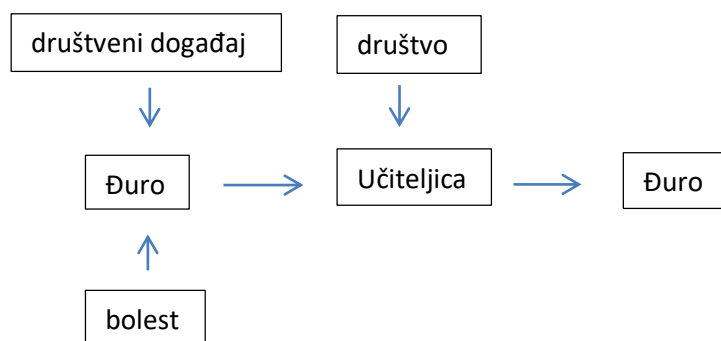 društveni događaj
društvo
Đuro
Učiteljica
Đuro
bolest